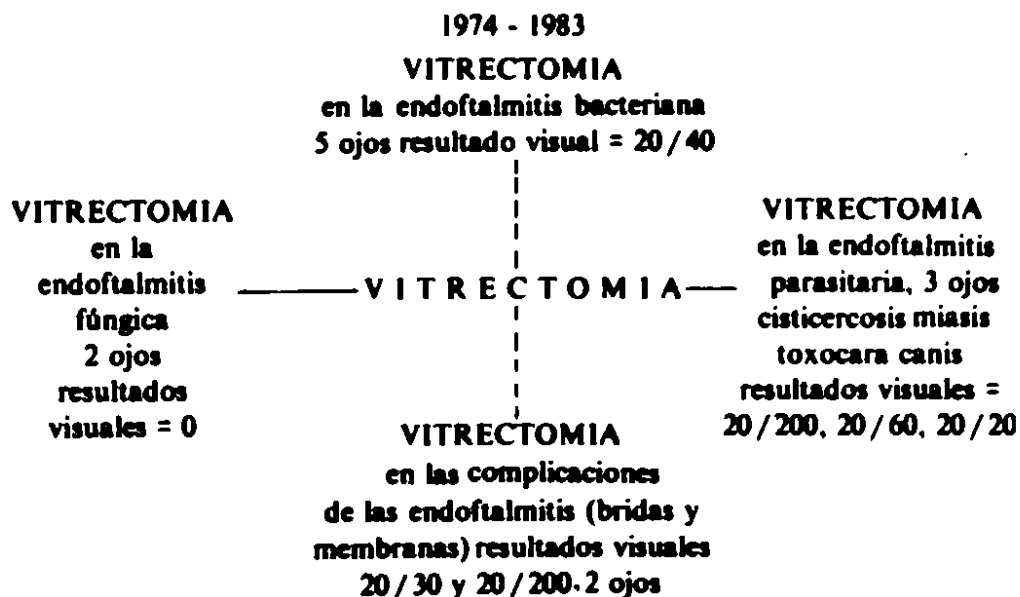 1974 - 1983
VITRECTOMIA
en la endoftalmitis bacteriana
5 ojos resultado visual = 20/40
VITRECTOMIA
en la
endoftalmitis
fúngica
2 ojos
resultados
visuales = 0
VITRECTOMIA
VITRECTOMIA
en la endoftalmitis
parasitaria, 3 ojos
cisticercosis miasis
toxocara canis
resultados visuales =
20/200, 20/60, 20/20
VITRECTOMIA
en las complicaciones
de las endoftalmitis (bridas y
membranas) resultados visuales
20/30 y 20/200. 2 ojos